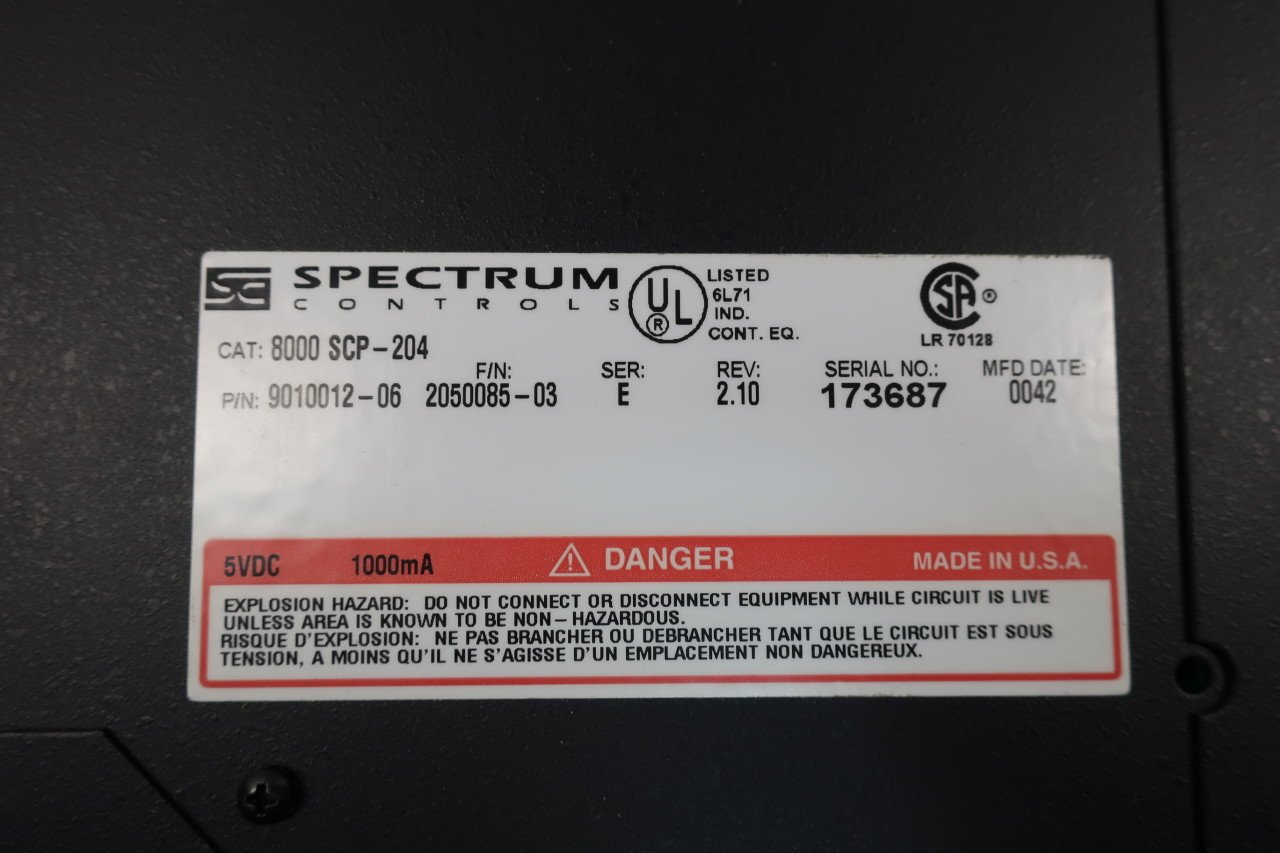 SC SPECTRUM
CONTROLS
UL ®
LISTED
6L71
IND.
CONT. EQ.
SA ®
LR 70128
CAT: 8000 SCP-204
F/N: SER: REV: SERIAL NO.: MFD DATE:
P/N: 9010012-06 2050085-03 E 2.10 173687 0042
5VDC 1000mA ! DANGER MADE IN U.S.A.
EXPLOSION HAZARD: DO NOT CONNECT OR DISCONNECT EQUIPMENT WHILE CIRCUIT IS LIVE
UNLESS AREA IS KNOWN TO BE NON-HAZARDOUS.
RISQUE D'EXPLOSION: NE PAS BRANCHER OU DEBRANCHER TANT QUE LE CIRCUIT EST SOUS
TENSION, A MOINS QU'IL NE S'AGISSE D'UN EMPLACEMENT NON DANGEREUX.